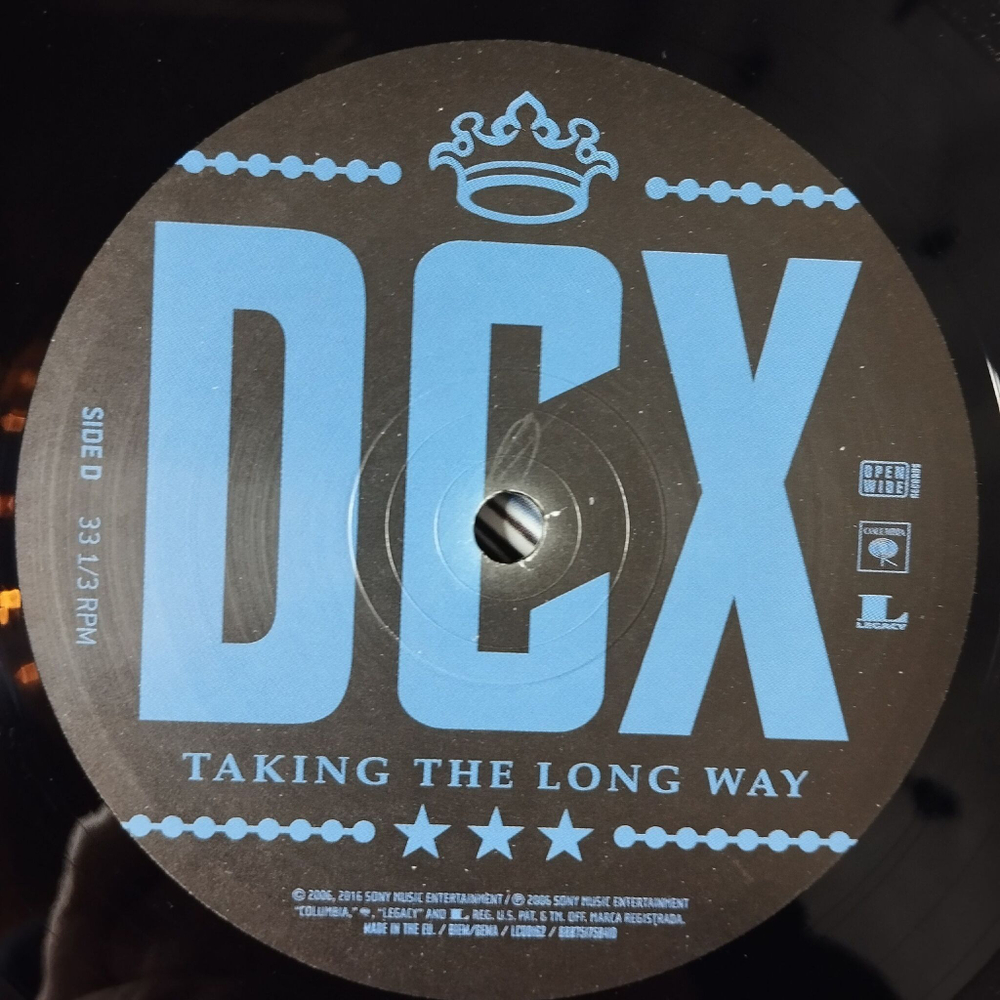 DCX
SIDE D 33 1/3 RPM
OPEN
WIDE
RECORDS
COLUMBIA
L
LEGACY
TAKING THE LONG WAY
© 2006, 2016 SONY MUSIC ENTERTAINMENT / ℗ 2006 SONY MUSIC ENTERTAINMENT
"COLUMBIA," , "LEGACY" AND L REG. U.S. PAT. & TM. OFF. MARCA REGISTRADA.
MADE IN THE EU. / BIEM/GEMA / LC00162 / 88875175841D